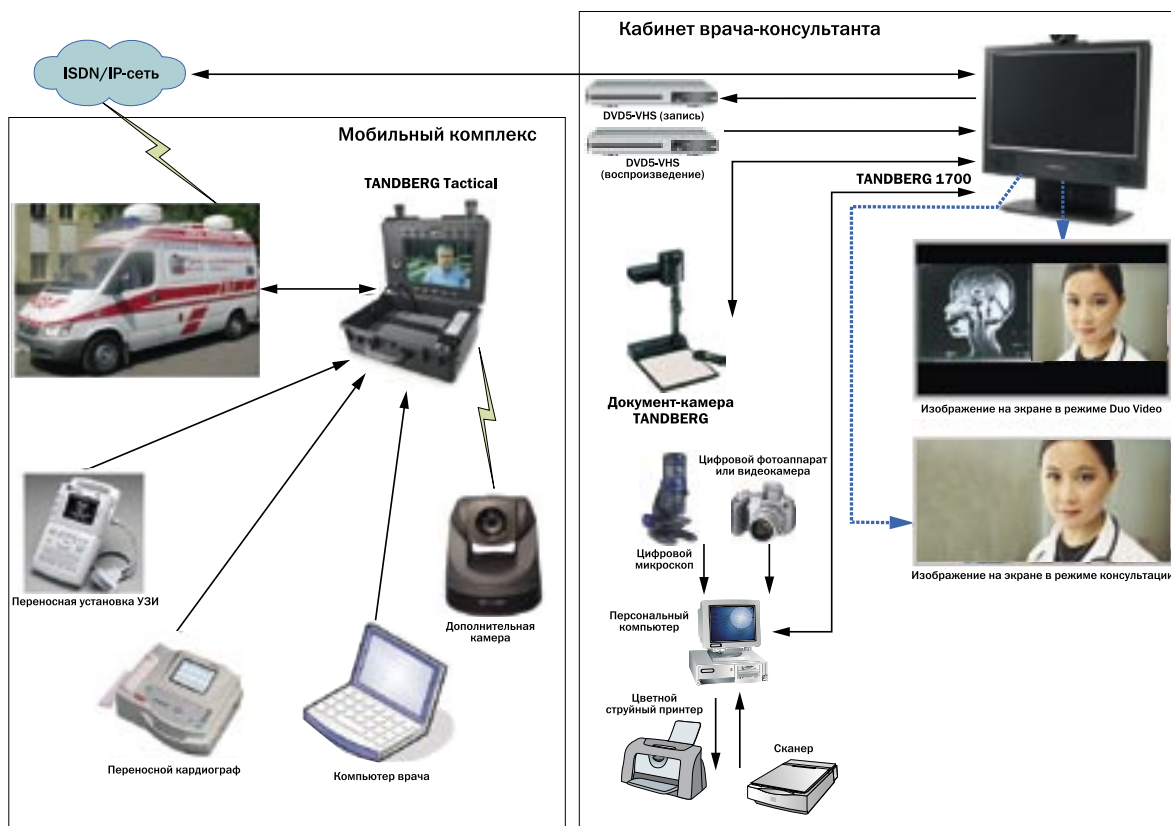 Кабинет врача-консультанта
ISDN/IP-сеть
DVD5-VHS (запись)
Мобильный комплекс
DVD5-VHS
(воспроизведение)
TANDBERG Tactical
TANDBERG 1700
Документ-камера
TANDBERG
Изображение на экране в режиме Duo Video
Цифровой фотоаппарат
или видеокамера
Цифровой
микроскоп
Изображение на экране в режиме консультации
Переносная установка УЗИ
Дополнительная
камера
Персональный
компьютер
Цветной
струйный принтер
Сканер
Переносной кардиограф
Компьютер врача